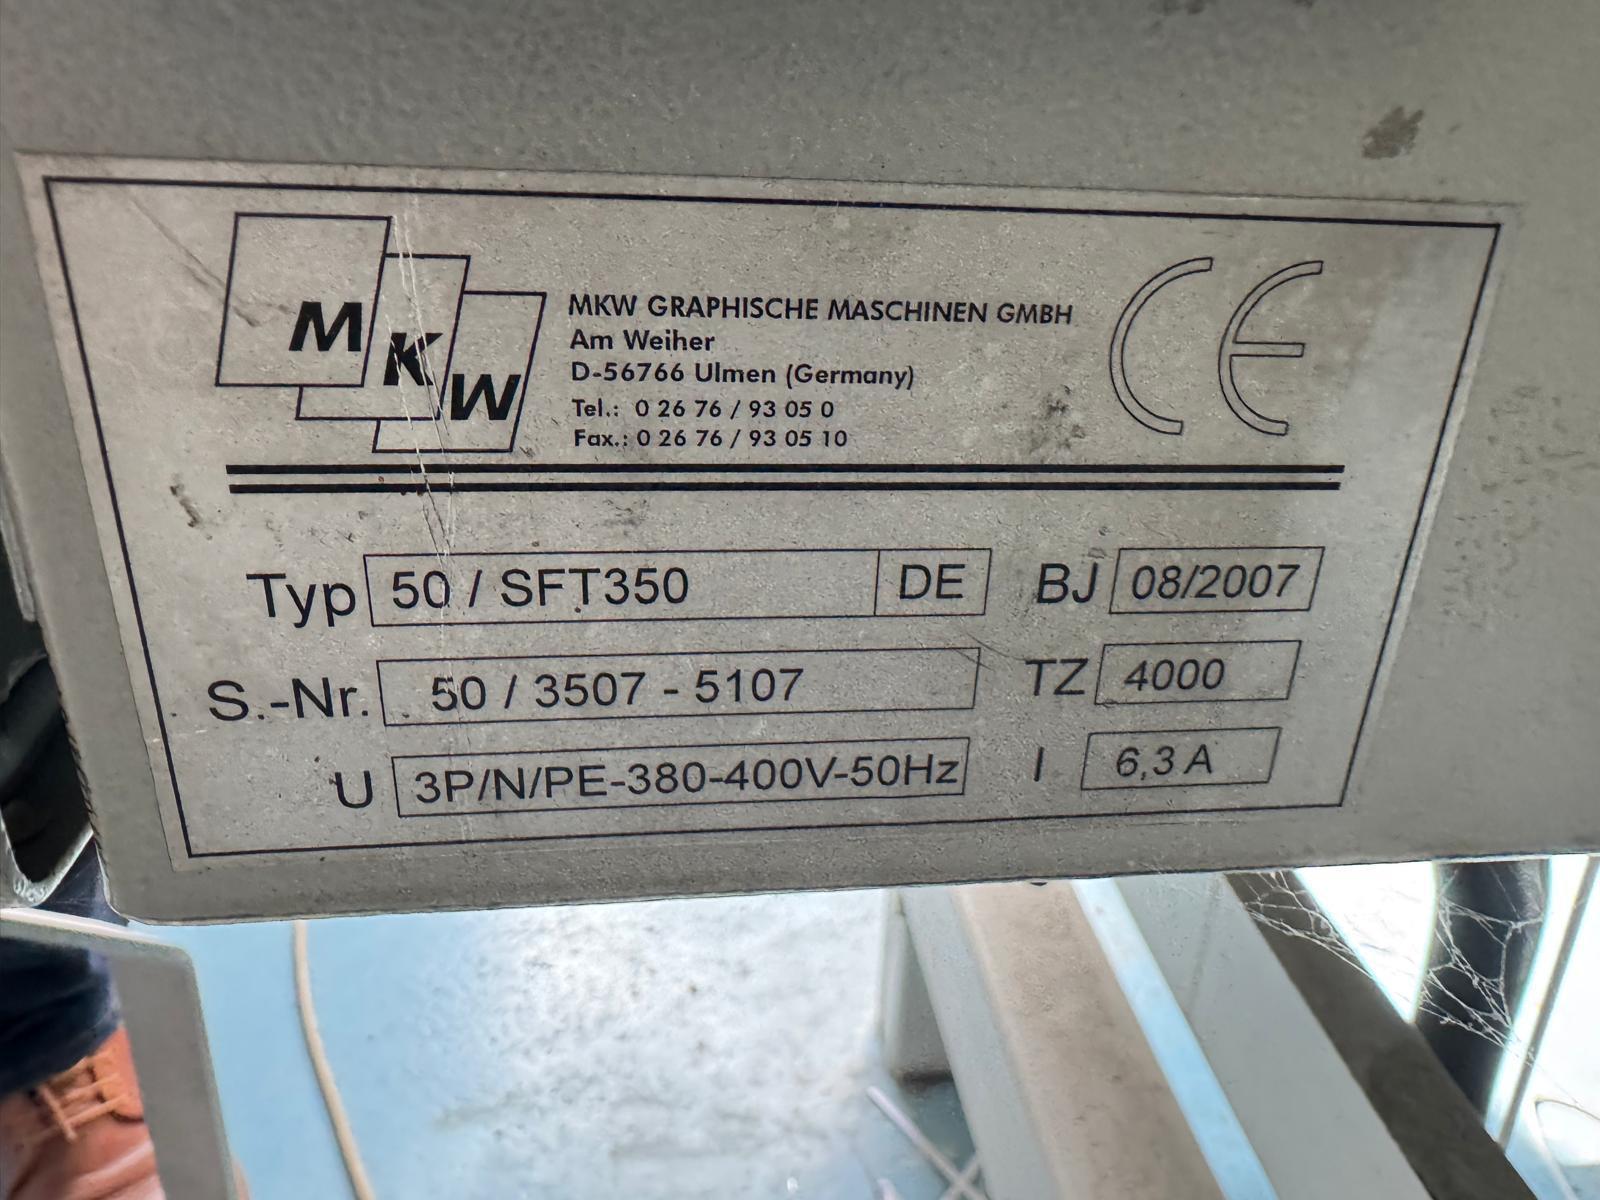 MKW
MKW GRAPHISCHE MASCHINEN GMBH
Am Weiher
D-56766 Ulmen (Germany)
Tel.: 0 26 76 / 93 05 0
Fax.: 0 26 76 / 93 05 10
CE
Typ 50 / SFT350 DE BJ 08/2007
S.-Nr. 50 / 3507 - 5107 TZ 4000
U 3P/N/PE-380-400V-50Hz I 6,3 A